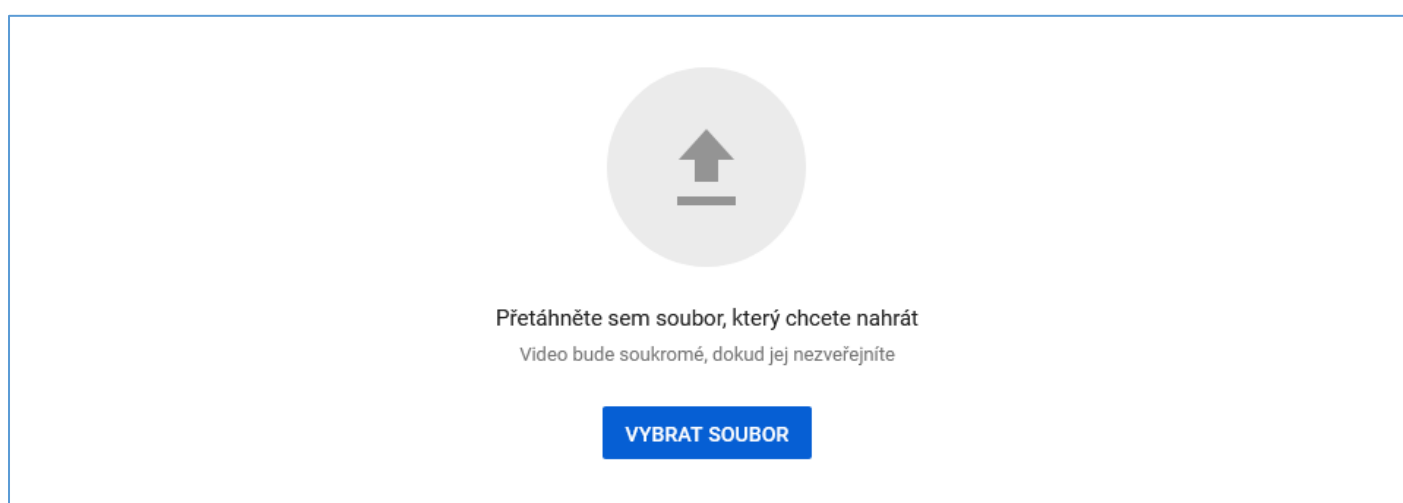 Přetáhněte sem soubor, který chcete nahrát
Video bude soukromé, dokud jej nezveřejníte
VYBRAT SOUBOR